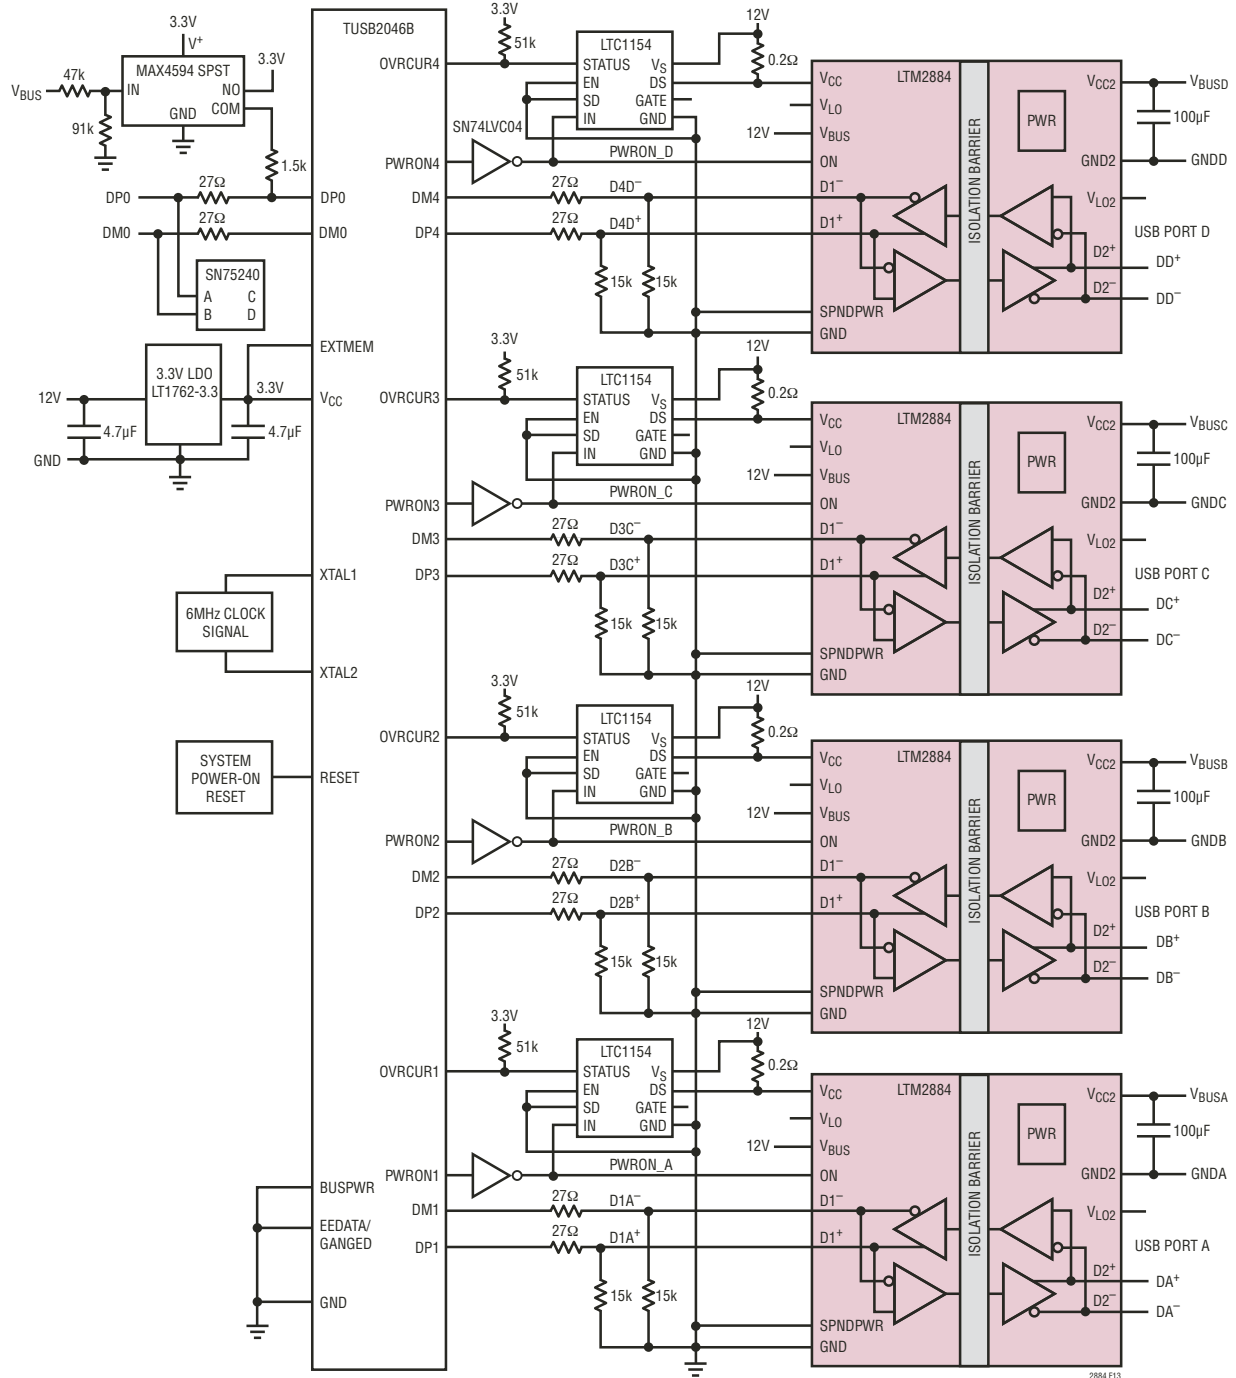 3.3V
V+
MAX4594 SPST
IN
NO
COM
GND
3.3V
47k
VBUS
91k
1.5k
27Ω
DP0
27Ω
DM0
SN75240
A C
B D
3.3V LDO
LT1762-3.3
12V
3.3V
4.7µF
4.7µF
GND
6MHz CLOCK
SIGNAL
SYSTEM
POWER-ON
RESET
TUSB2046B
DP0
DM0
EXTMEM
VCC
XTAL1
XTAL2
RESET
BUSPWR
EEDATA/
GANGED
GND
OVRCUR4
PWRON4
DM4
DP4
OVRCUR3
PWRON3
DM3
DP3
OVRCUR2
PWRON2
DM2
DP2
OVRCUR1
PWRON1
DM1
DP1
3.3V
51k
LTC1154
STATUS VS
EN DS
SD GATE
IN GND
12V
0.2Ω
SN74LVC04
PWRON_D
12V
27Ω
D4D−
27Ω
D4D+
15k
15k
LTM2884
VCC
VLO
VBUS
ON
D1−
D1+
SPNDPWR
GND
ISOLATION BARRIER
PWR
VCC2
GND2
VLO2
D2+
D2−
VBUSD
100µF
GNDD
USB PORT D
DD+
DD−
3.3V
51k
LTC1154
STATUS VS
EN DS
SD GATE
IN GND
12V
0.2Ω
PWRON_C
12V
27Ω
D3C−
27Ω
D3C+
15k
15k
LTM2884
VCC
VLO
VBUS
ON
D1−
D1+
SPNDPWR
GND
ISOLATION BARRIER
PWR
VCC2
GND2
VLO2
D2+
D2−
VBUSC
100µF
GNDC
USB PORT C
DC+
DC−
3.3V
51k
LTC1154
STATUS VS
EN DS
SD GATE
IN GND
12V
0.2Ω
PWRON_B
12V
27Ω
D2B−
27Ω
D2B+
15k
15k
LTM2884
VCC
VLO
VBUS
ON
D1−
D1+
SPNDPWR
GND
ISOLATION BARRIER
PWR
VCC2
GND2
VLO2
D2+
D2−
VBUSB
100µF
GNDB
USB PORT B
DB+
DB−
3.3V
51k
LTC1154
STATUS VS
EN DS
SD GATE
IN GND
12V
0.2Ω
PWRON_A
12V
27Ω
D1A−
27Ω
D1A+
15k
15k
LTM2884
VCC
VLO
VBUS
ON
D1−
D1+
SPNDPWR
GND
ISOLATION BARRIER
PWR
VCC2
GND2
VLO2
D2+
D2−
VBUSA
100µF
GNDA
USB PORT A
DA+
DA−
2884 F13